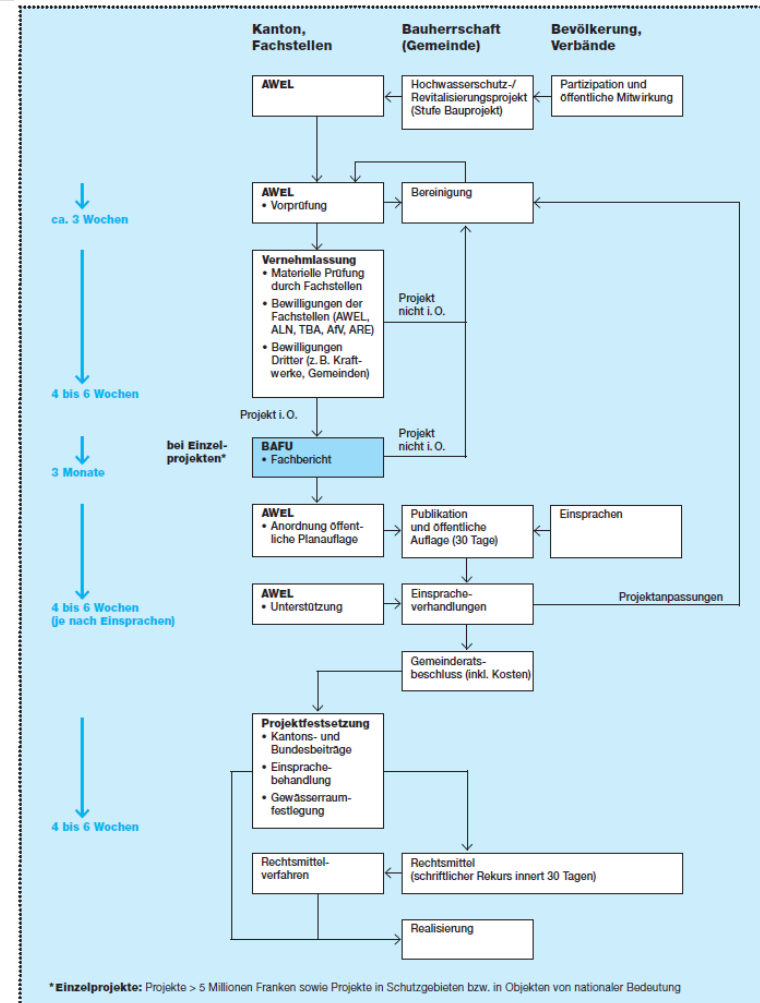 Kanton,
Fachstellen
Bauherrschaft
(Gemeinde)
Bevölkerung,
Verbände
AWEL
Hochwasserschutz-/
Revitalisierungsprojekt
(Stufe Bauprojekt)
Partizipation und
öffentliche Mitwirkung
ca. 3 Wochen
AWEL
• Vorprüfung
Bereinigung
4 bis 6 Wochen
Vernehmlassung
• Materielle Prüfung
durch Fachstellen
• Bewilligungen der
Fachstellen (AWEL,
ALN, TBA, AfV, ARE)
• Bewilligungen
Dritter (z. B. Kraft-
werke, Gemeinden)
Projekt
nicht i. O.
Projekt i. O.
3 Monate
bei Einzel-
projekten*
BAFU
• Fachbericht
Projekt
nicht i. O.
AWEL
• Anordnung öffent-
liche Planauflage
Publikation
und öffentliche
Auflage (30 Tage)
Einsprachen
4 bis 6 Wochen
(je nach Einsprachen)
AWEL
• Unterstützung
Einsprache-
verhandlungen
Projektanpassungen
Gemeinderats-
beschluss (inkl. Kosten)
4 bis 6 Wochen
Projektfestsetzung
• Kantons- und
Bundesbeiträge
• Einsprache-
behandlung
• Gewässerraum-
festlegung
Rechtsmittel-
verfahren
Rechtsmittel
(schriftlicher Rekurs innert 30 Tagen)
Realisierung
*Einzelprojekte: Projekte > 5 Millionen Franken sowie Projekte in Schutzgebieten bzw. in Objekten von nationaler Bedeutung